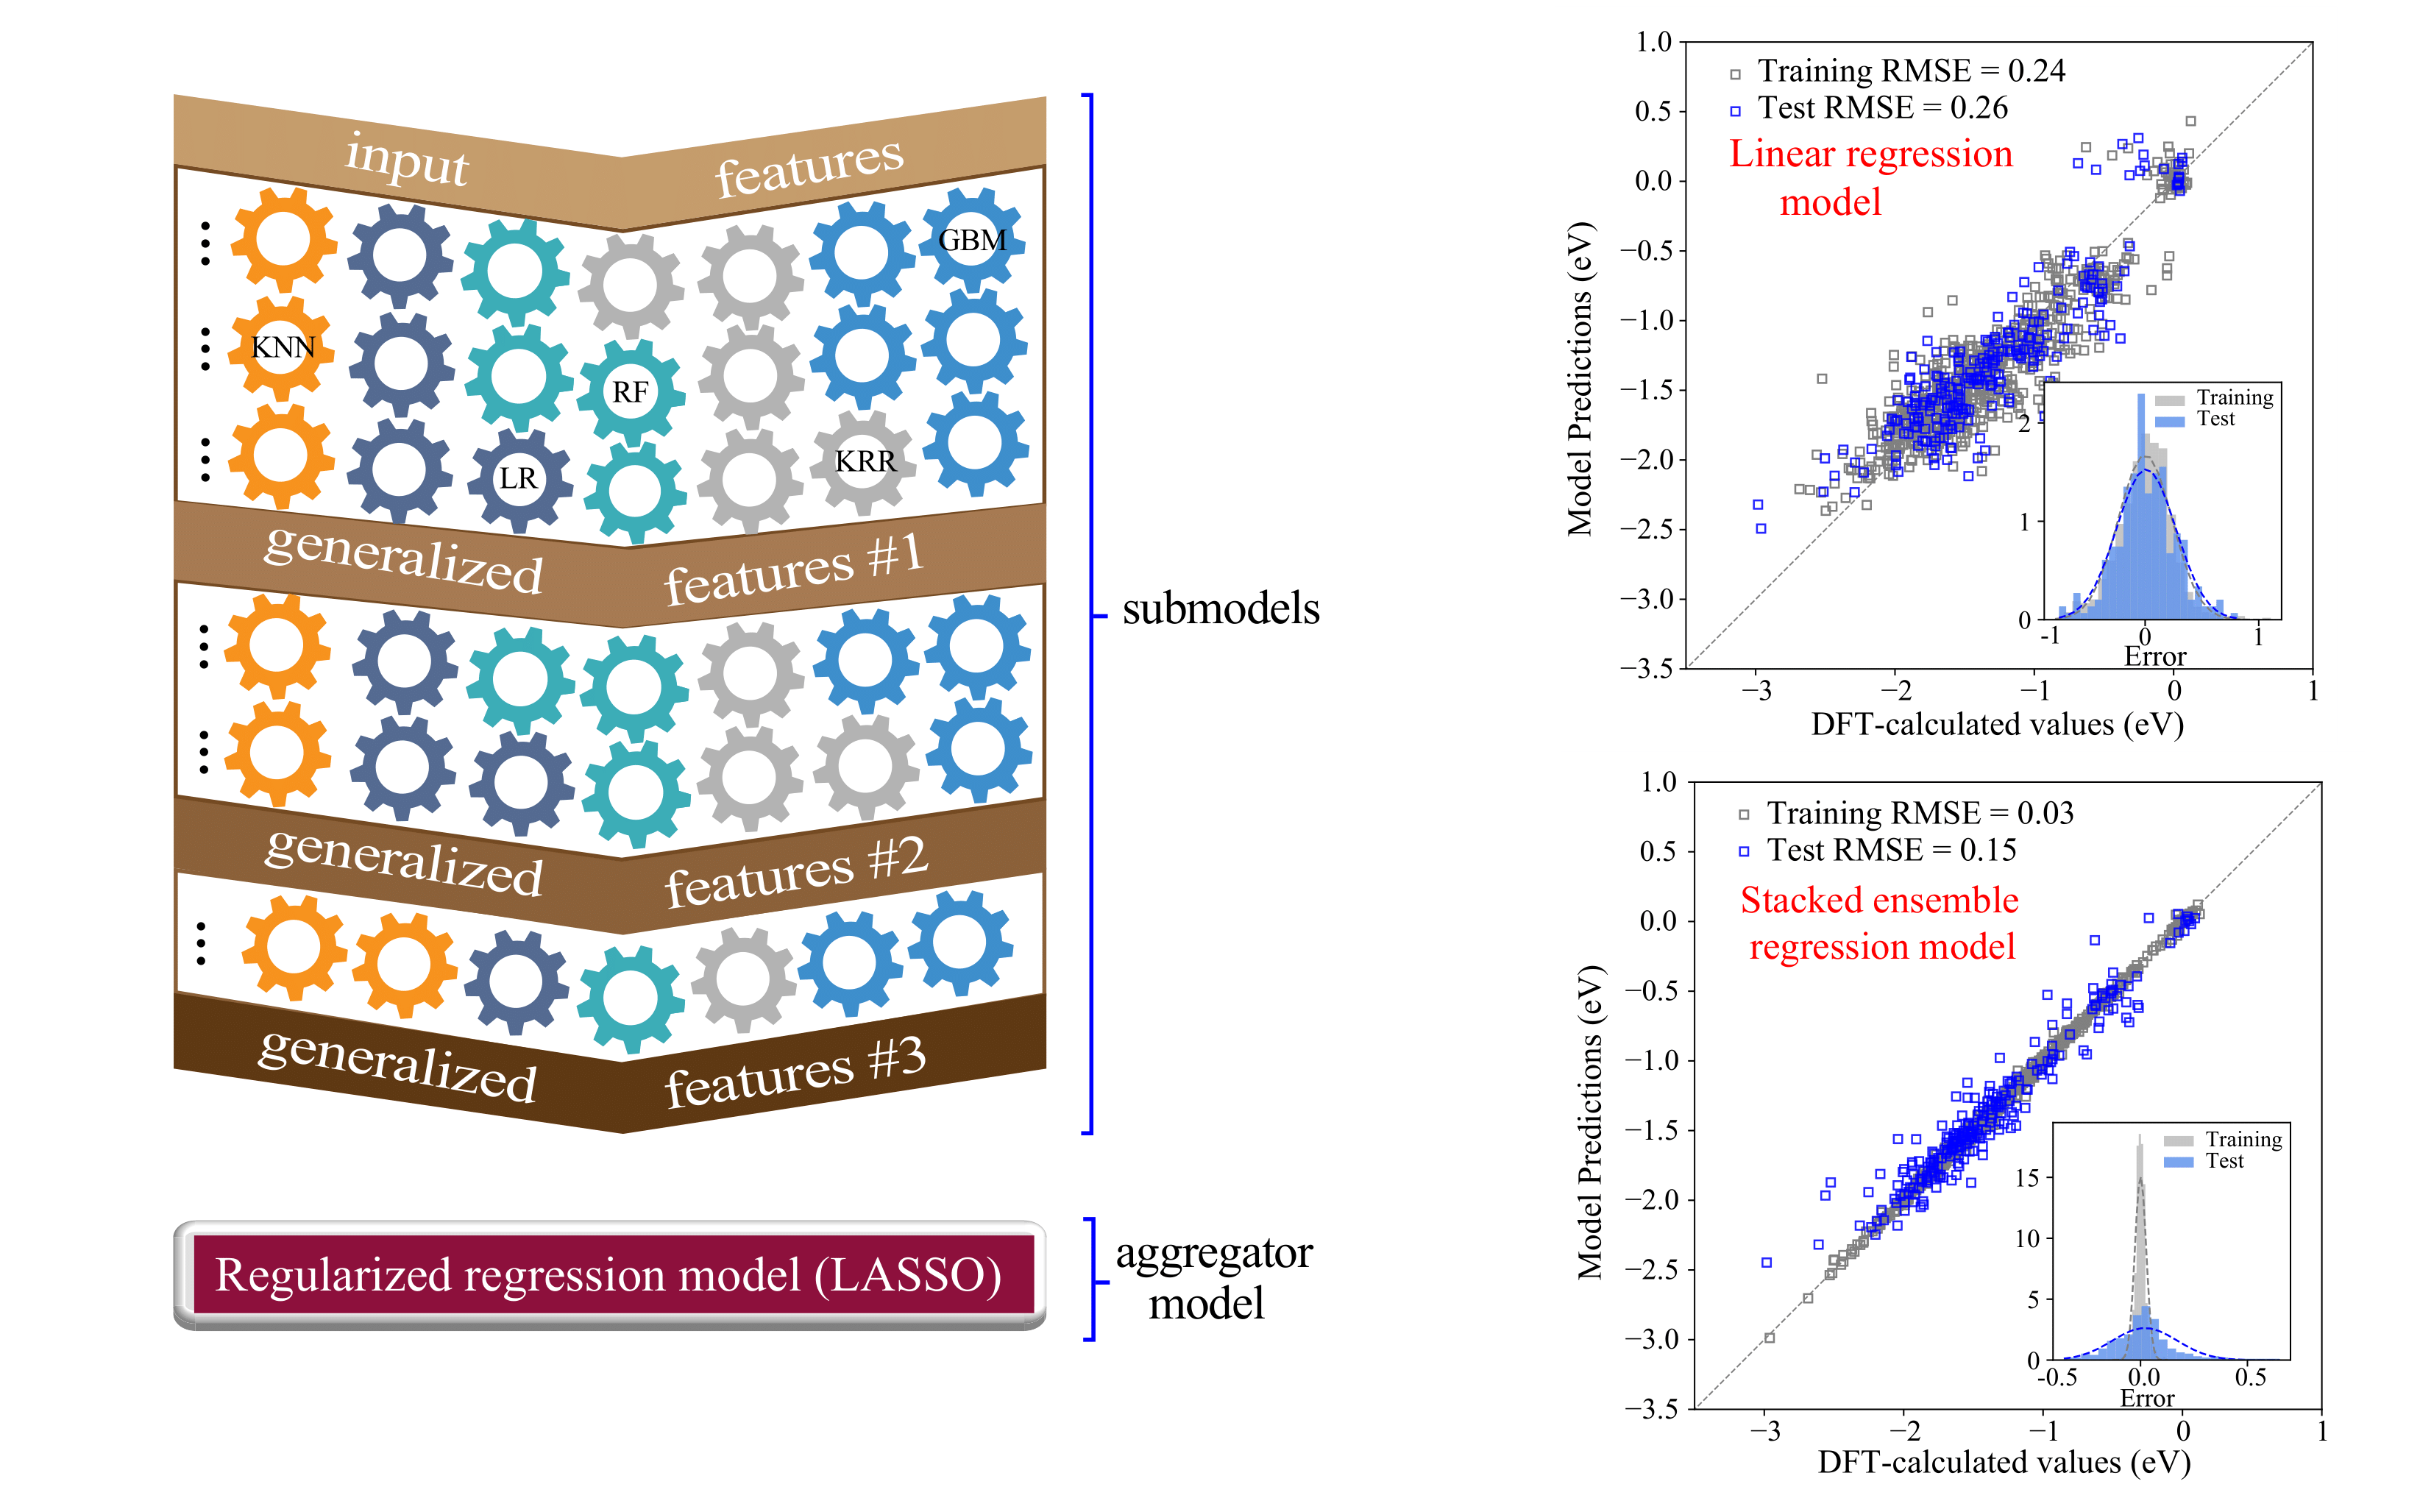 input features
GBM
KNN
RF
KRR
LR
generalized features #1
generalized features #2
generalized features #3
submodels
Regularized regression model (LASSO)
aggregator
model
1.0
0.5
0.0
−0.5
−1.0
−1.5
−2.0
−2.5
−3.0
−3.5
Model Predictions (eV)
Training RMSE = 0.24
Test RMSE = 0.26
Linear regression
model
Training
Test
2
1
0
-1 0 1
Error
−3 −2 −1 0 1
DFT-calculated values (eV)
1.0
0.5
0.0
−0.5
−1.0
−1.5
−2.0
−2.5
−3.0
−3.5
Model Predictions (eV)
Training RMSE = 0.03
Test RMSE = 0.15
Stacked ensemble
regression model
Training
Test
15
10
5
0
-0.5 0.0 0.5
Error
−3 −2 −1 0 1
DFT-calculated values (eV)